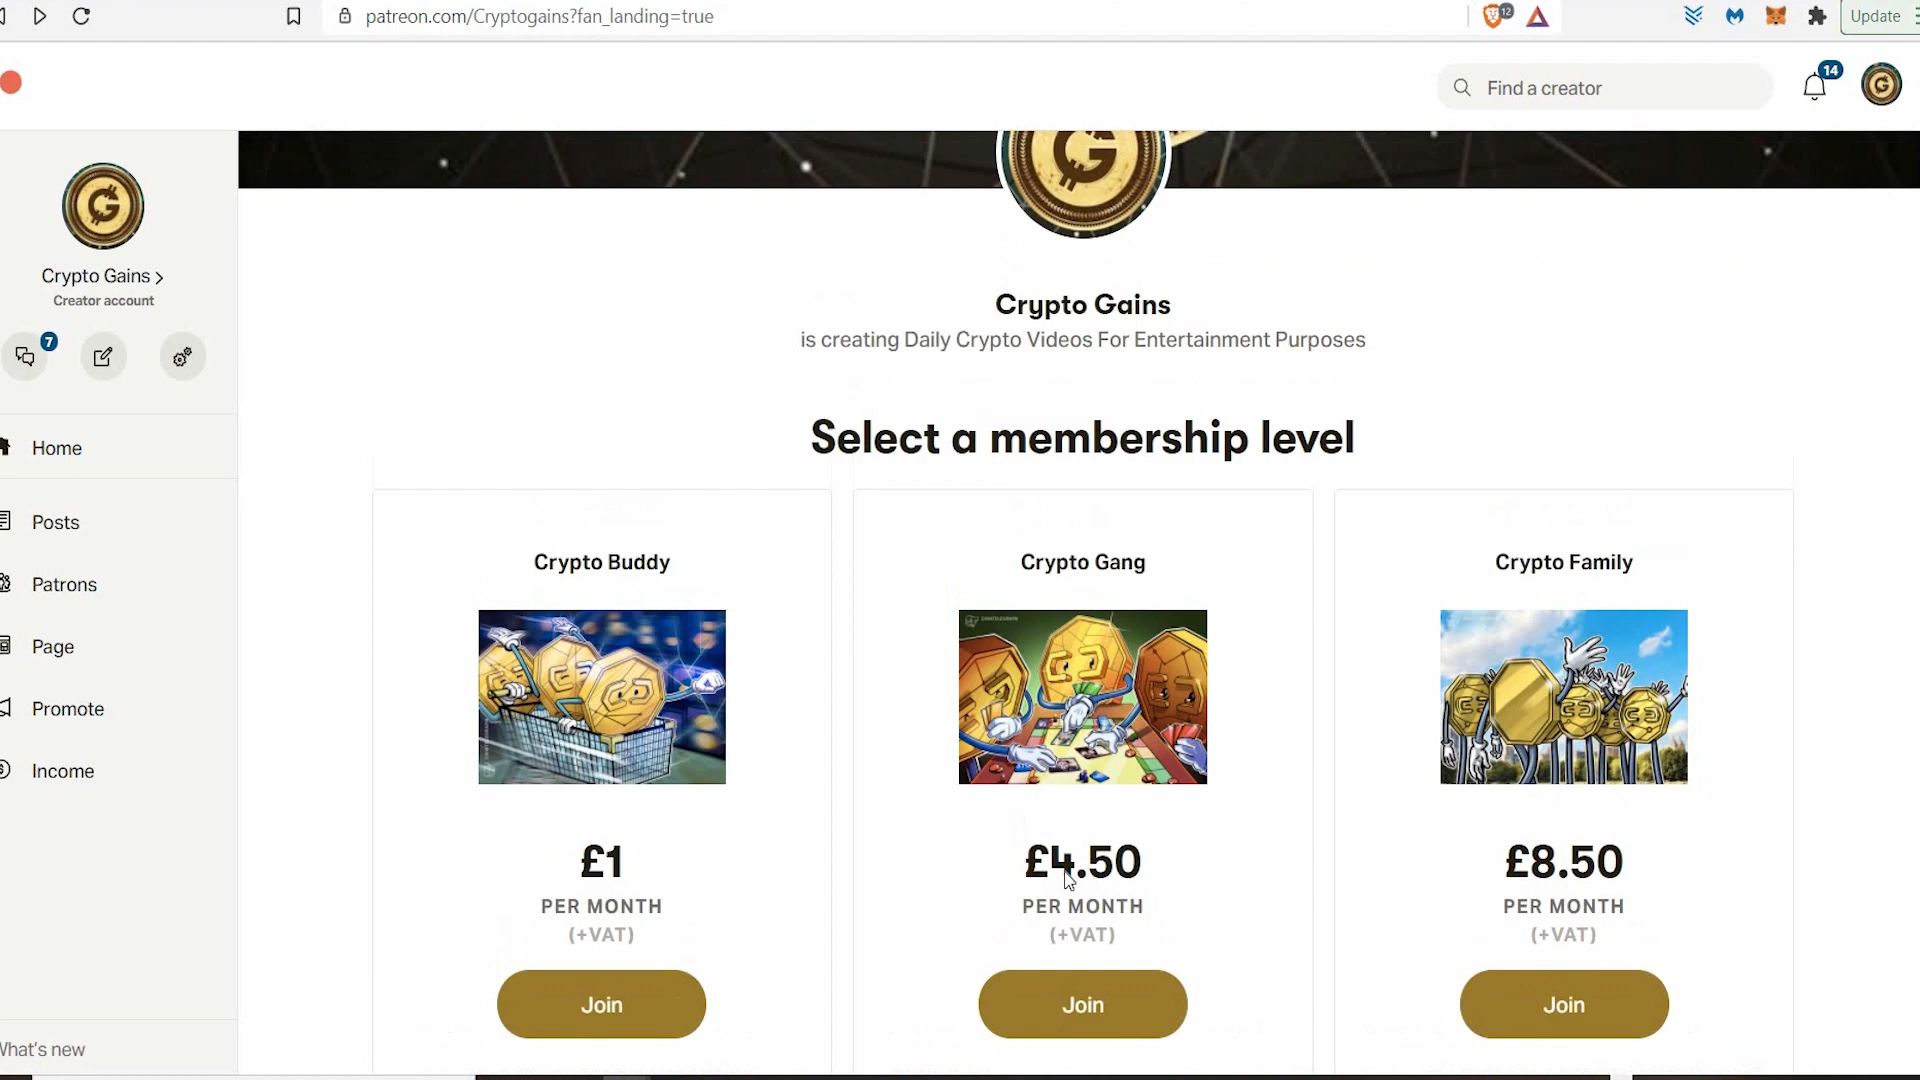 patreon.com/Cryptogains?fan_landing=true
12
Update
Find a creator
14
G
G
G
Crypto Gains
Creator account
7
Home
Posts
Patrons
Page
Promote
Income
What's new
Crypto Gains
is creating Daily Crypto Videos For Entertainment Purposes
Select a membership level
Crypto Buddy
£1
PER MONTH
(+VAT)
Join
Crypto Gang
COINTELEGRAPH
£4.50
PER MONTH
(+VAT)
Join
Crypto Family
£8.50
PER MONTH
(+VAT)
Join